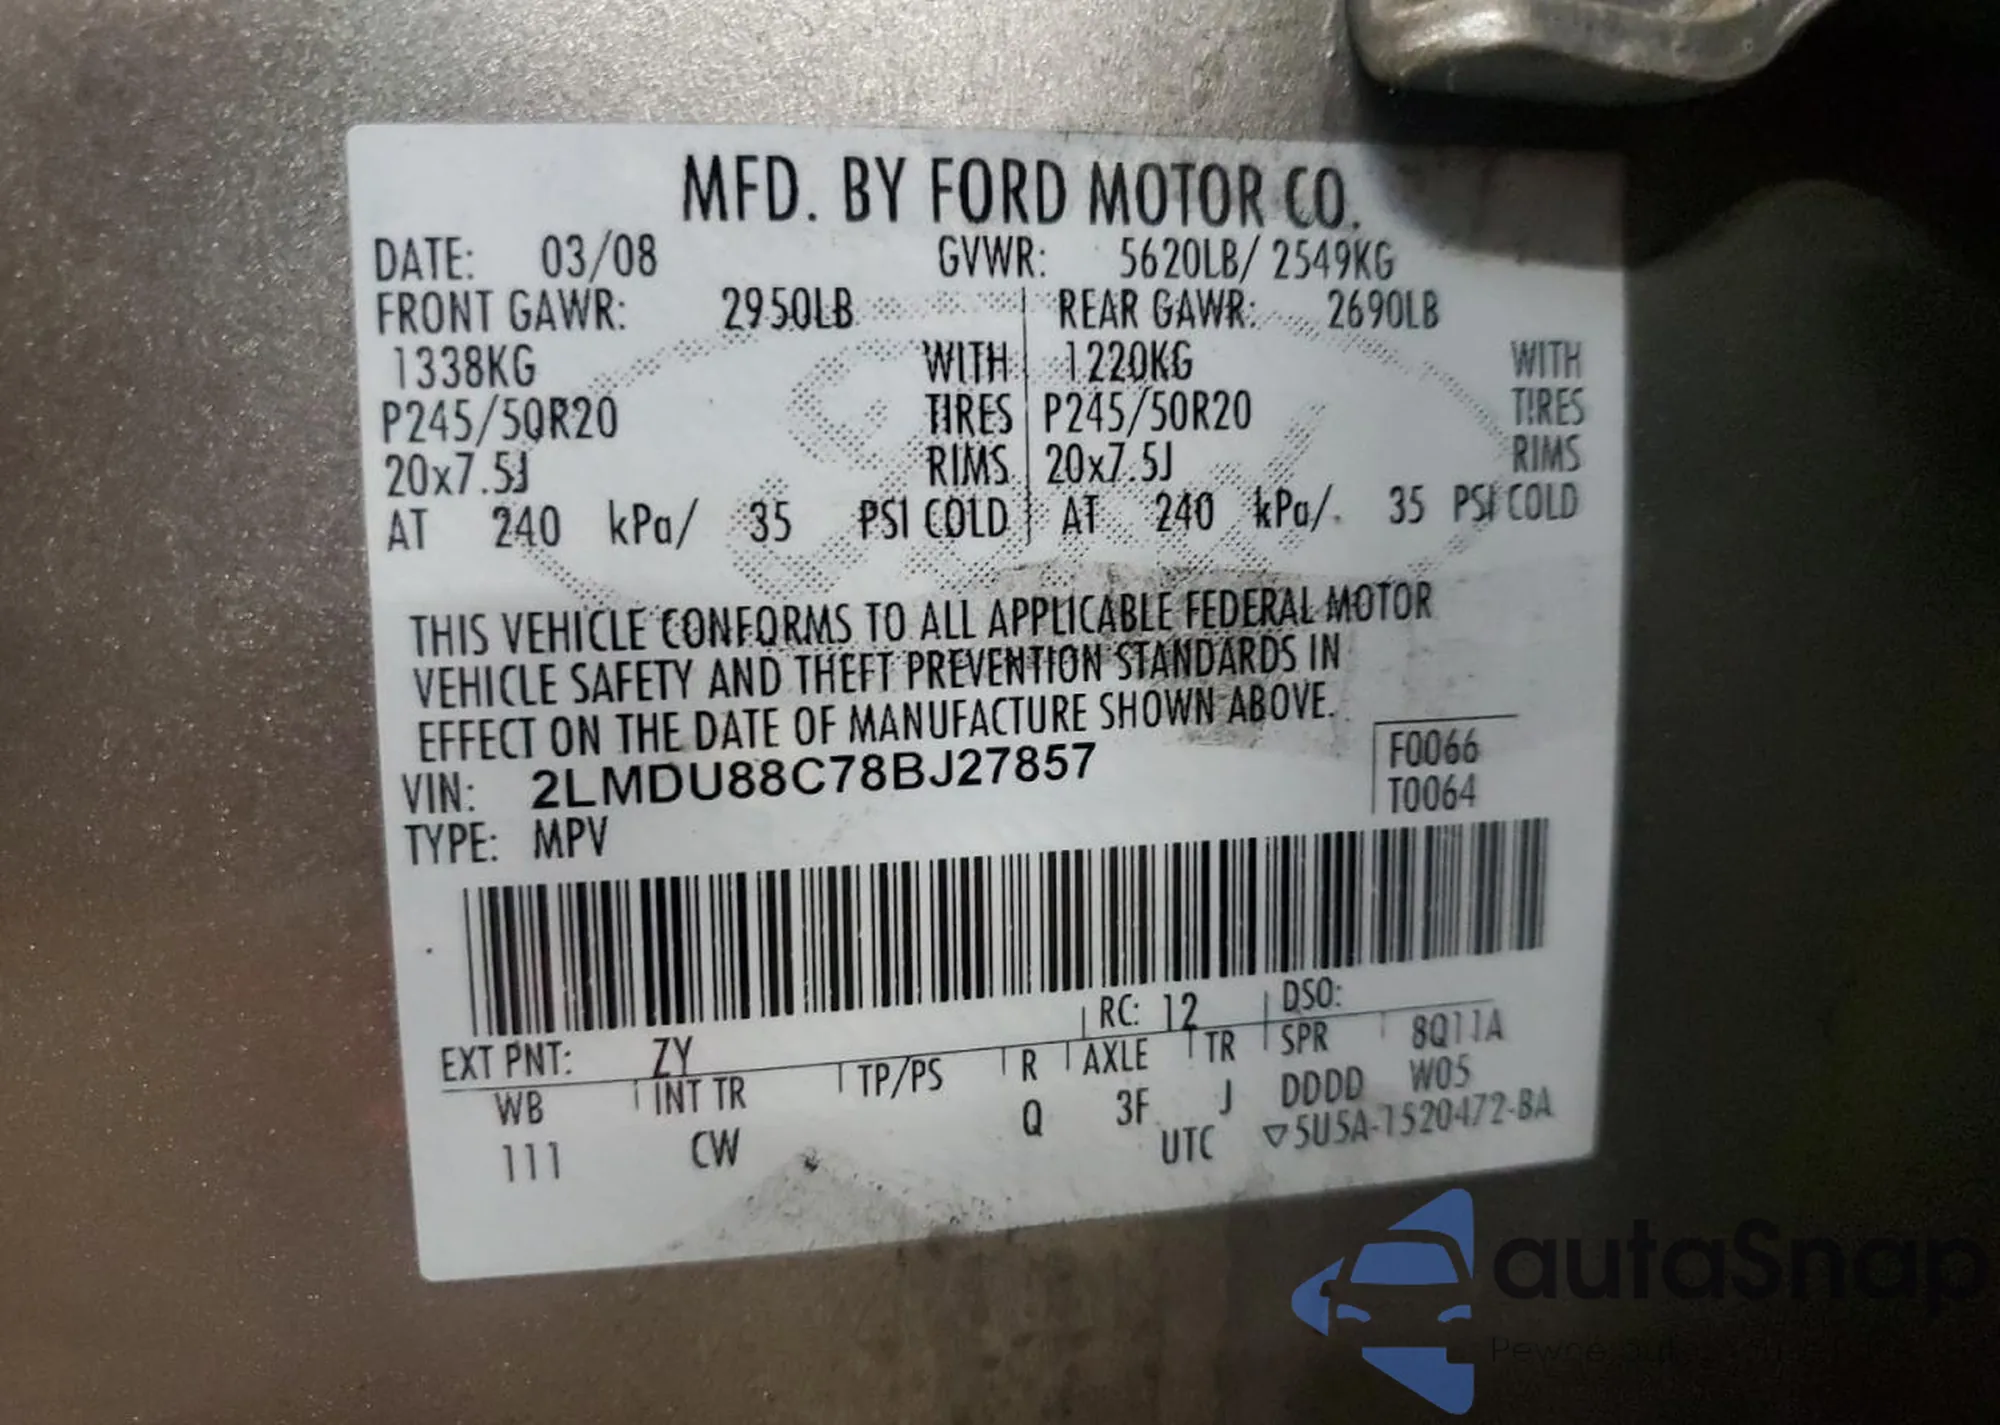 MFD. BY FORD MOTOR CO.
DATE: 03/08 GVWR: 5620LB/ 2549KG
FRONT GAWR: 2950LB REAR GAWR: 2690LB
1338KG WITH 1220KG WITH
P245/50R20 TIRES P245/50R20 TIRES
20x7.5J RIMS 20x7.5J RIMS
AT 240 kPa/ 35 PSI COLD AT 240 kPa/ 35 PSI COLD
THIS VEHICLE CONFORMS TO ALL APPLICABLE FEDERAL MOTOR
VEHICLE SAFETY AND THEFT PREVENTION STANDARDS IN
EFFECT ON THE DATE OF MANUFACTURE SHOWN ABOVE.
F0066
VIN: 2LMDU88C78BJ27857
T0064
TYPE: MPV
RC: 12 DSO:
EXT PNT: ZY
WB INT TR TP/PS R AXLE TR SPR 8Q11A
111 CW Q 3F J DDDD W05
UTC ▽5U5A-1520472-BA
autaSnap
Pewne